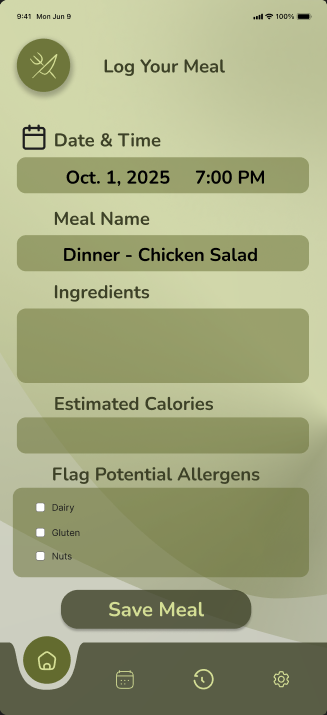 9:41 Mon Jun 9 100%
Log Your Meal
Date & Time
Oct. 1, 2025 7:00 PM
Meal Name
Dinner - Chicken Salad
Ingredients
Estimated Calories
Flag Potential Allergens
Dairy
Gluten
Nuts
Save Meal